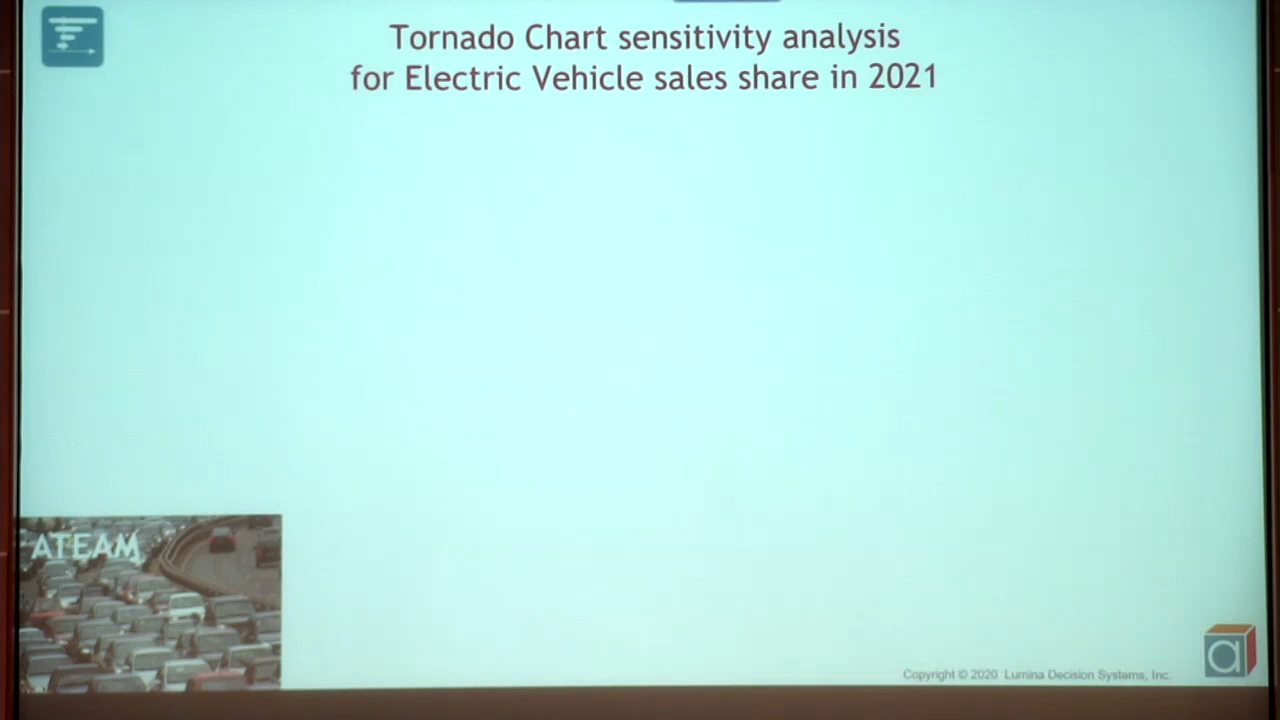 Tornado Chart sensitivity analysis
for Electric Vehicle sales share in 2021
ATEAM
Copyright © 2020 Lumina Decision Systems, Inc.
a